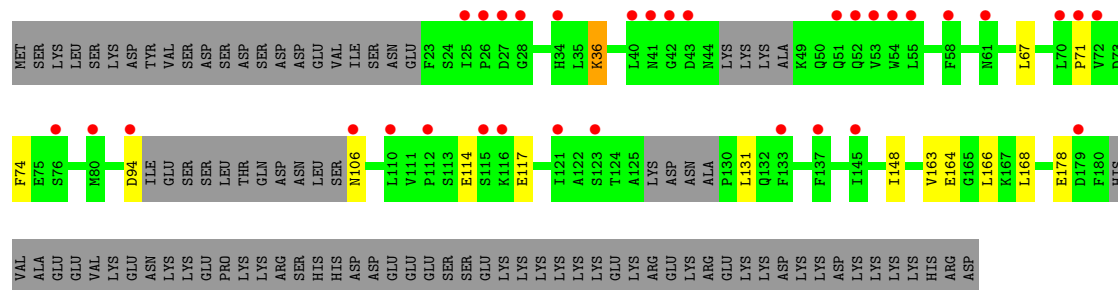 MET SER LYS LEU SER LYS ASP TYR VAL SER ASP SER ASP SER ASP ASP GLU VAL ILE SER ASN GLU F23 S24 I25 P26 D27 G28 H34 L35 K36 L40 N41 G42 D43 N44 LYS LYS LYS ALA K49 Q50 Q51 Q52 V53 W54 L55 F58 N61 L67 L70 P71 V72 D73
F74 E75 S76 M80 D94 ILE GLU SER SER LEU THR GLN ASP ASN LEU SER N106 L110 V111 P112 S113 E114 S115 K116 E117 I121 A122 S123 T124 A125 LYS ASP ASN ALA P130 L131 Q132 F133 F137 I145 I148 V163 E164 G165 L166 K167 L168 E178 D179 F180 HIS
VAL ALA GLU GLU VAL LYS GLU ASN LYS LYS GLU PRO LYS LYS ARG SER HIS HIS ASP ASP GLU GLU GLU SER SER GLU LYS LYS LYS LYS LYS LYS GLU LYS ARG GLU LYS ARG GLU LYS LYS ASP LYS LYS ASP LYS LYS LYS LYS HIS ARG ASP